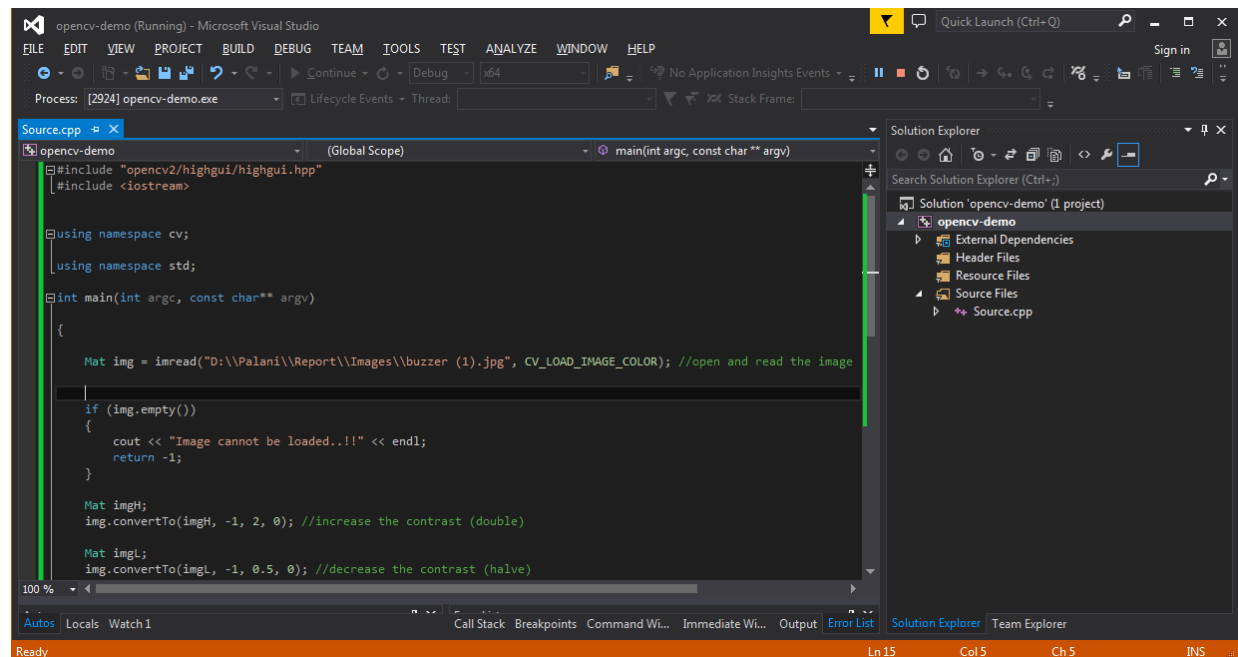 opencv-demo (Running) - Microsoft Visual Studio
Quick Launch (Ctrl+Q)
FILE EDIT VIEW PROJECT BUILD DEBUG TEAM TOOLS TEST ANALYZE WINDOW HELP
Sign in
Continue Debug x64 No Application Insights Events
Process: [2924] opencv-demo.exe Lifecycle Events Thread: Stack Frame:
Source.cpp
opencv-demo (Global Scope) main(int argc, const char ** argv)
#include "opencv2/highgui/highgui.hpp"
#include <iostream>
using namespace cv;
using namespace std;
int main(int argc, const char** argv)
{
Mat img = imread("D:\\Palani\\Report\\Images\\buzzer (1).jpg", CV_LOAD_IMAGE_COLOR); //open and read the image
if (img.empty())
{
cout << "Image cannot be loaded..!!" << endl;
return -1;
}
Mat imgH;
img.convertTo(imgH, -1, 2, 0); //increase the contrast (double)
Mat imgL;
img.convertTo(imgL, -1, 0.5, 0); //decrease the contrast (halve)
100 %
Autos Locals Watch 1
Call Stack Breakpoints Command Wi... Immediate Wi... Output Error List
Solution Explorer
Search Solution Explorer (Ctrl+;)
Solution 'opencv-demo' (1 project)
opencv-demo
External Dependencies
Header Files
Resource Files
Source Files
Source.cpp
Solution Explorer Team Explorer
Ready Ln 15 Col 5 Ch 5 INS